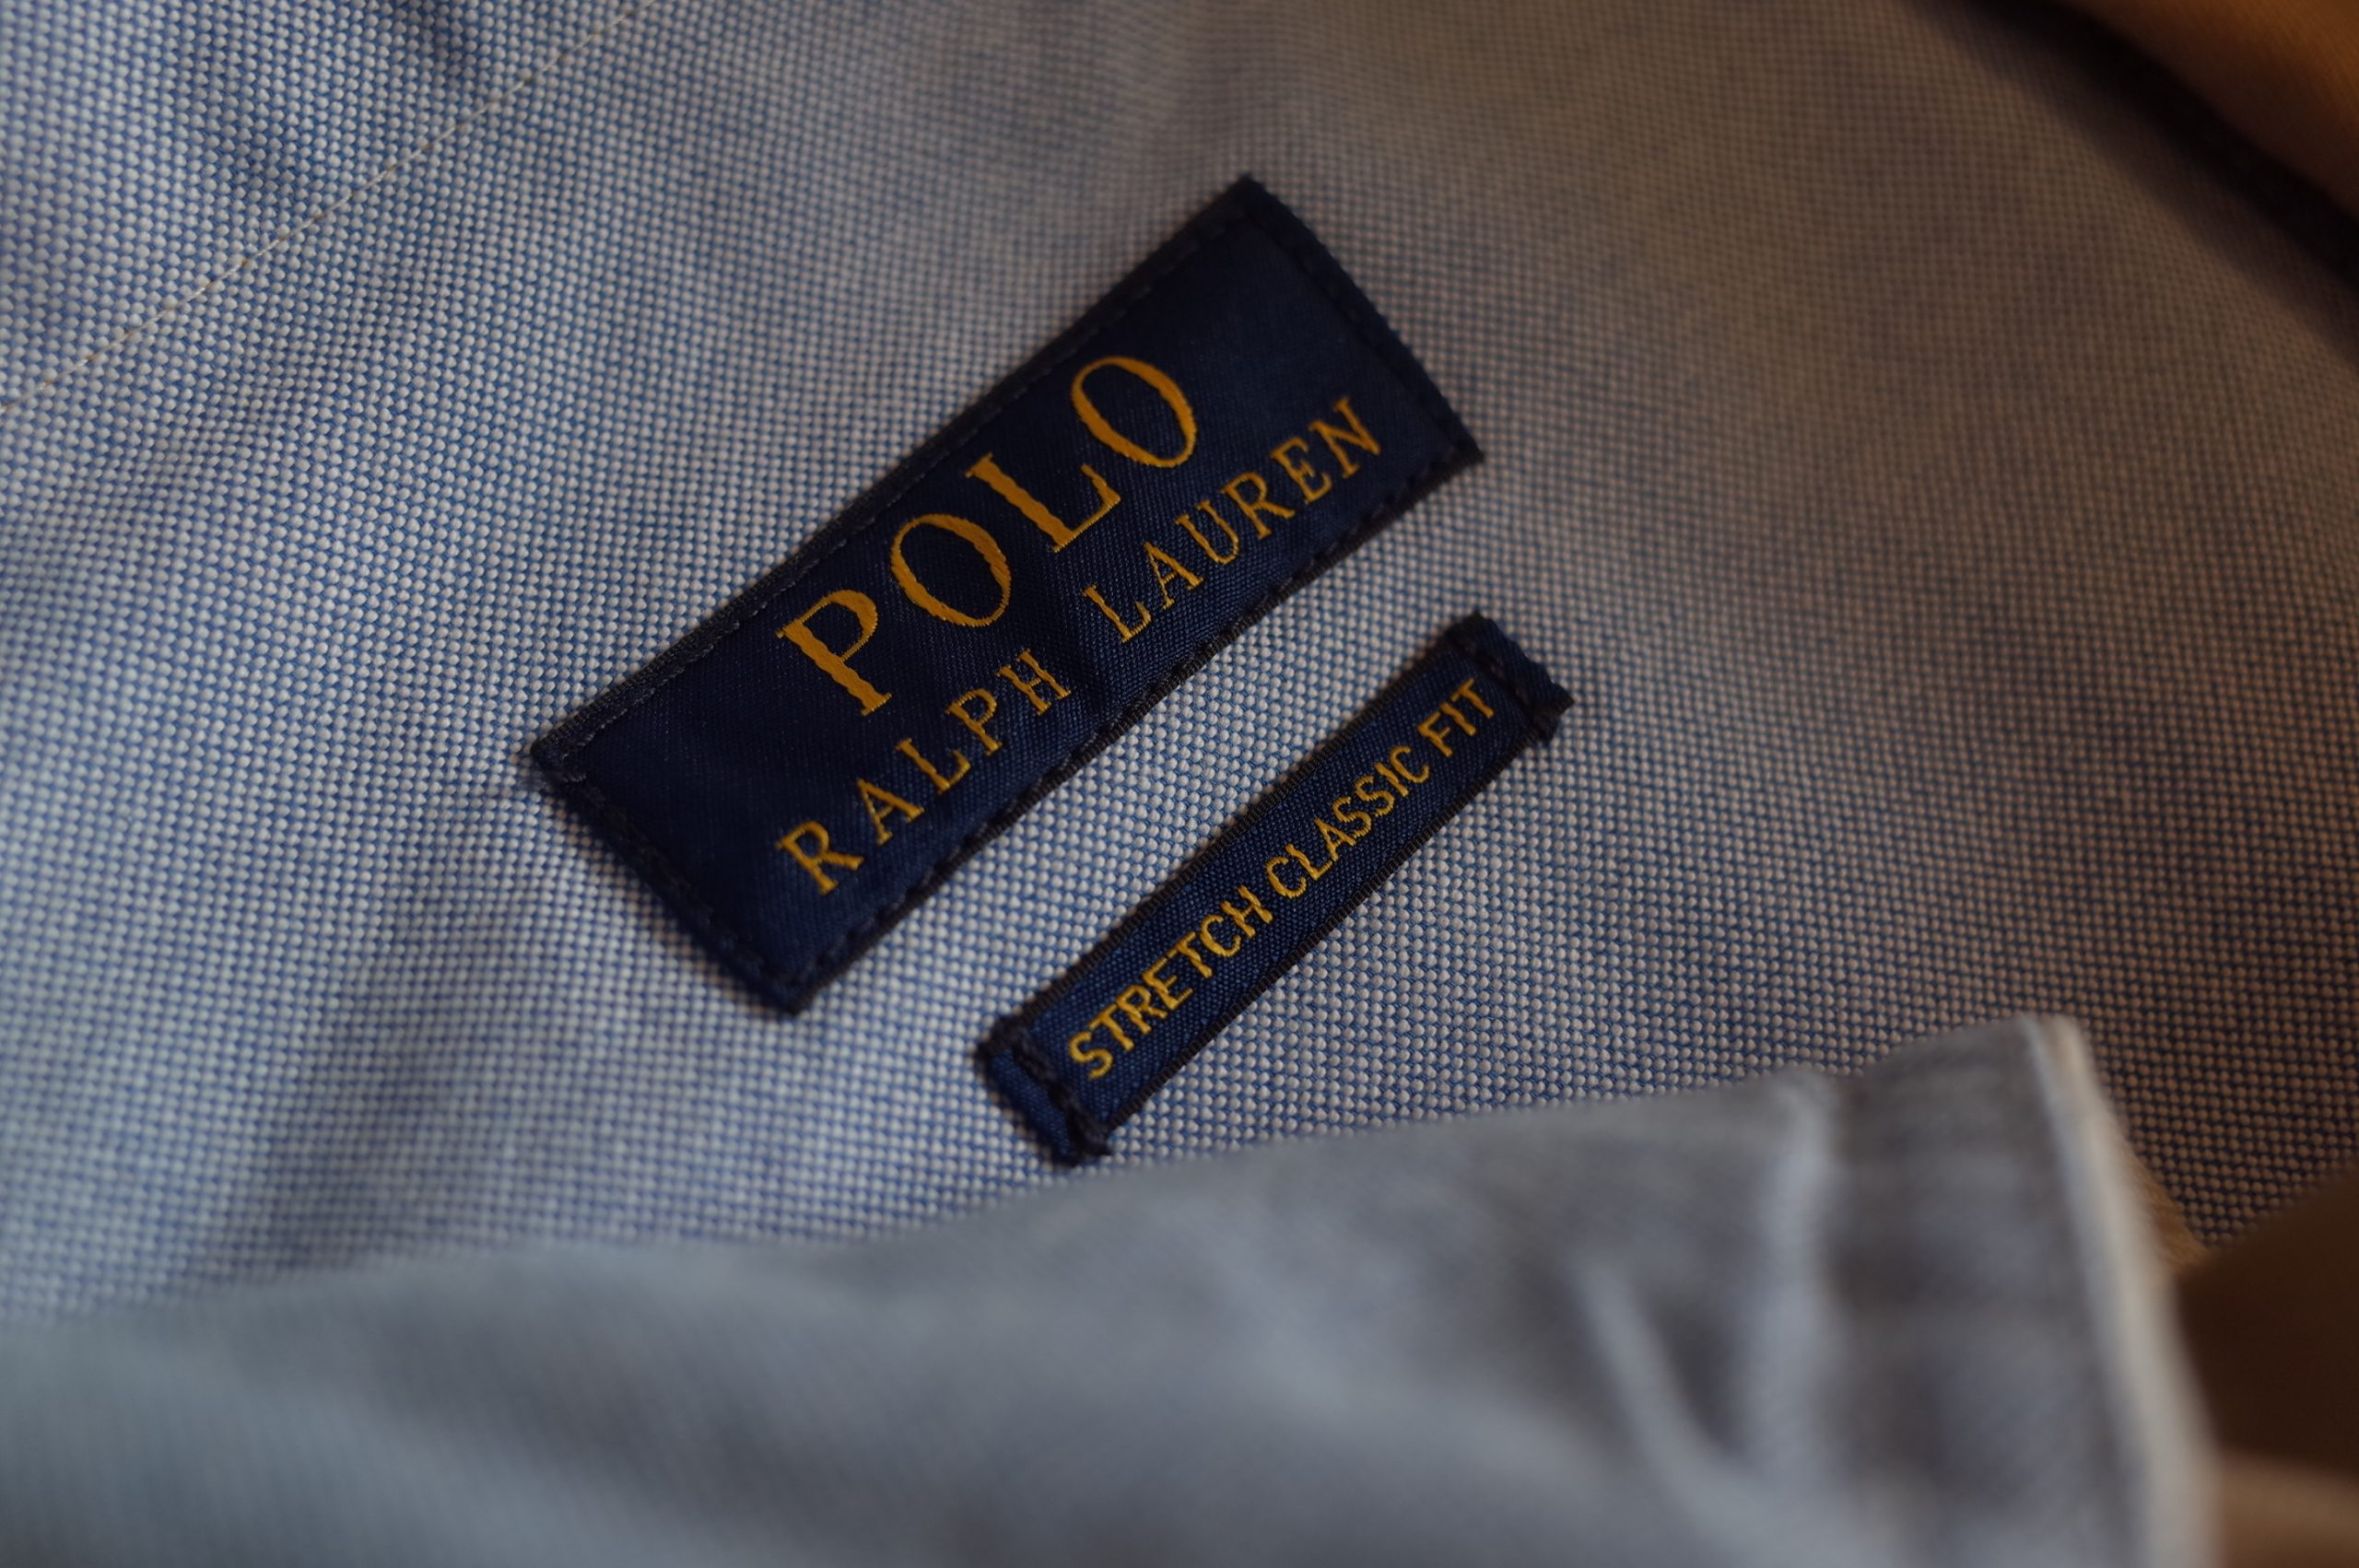 POLO
RALPH LAUREN
STRETCH CLASSIC FIT